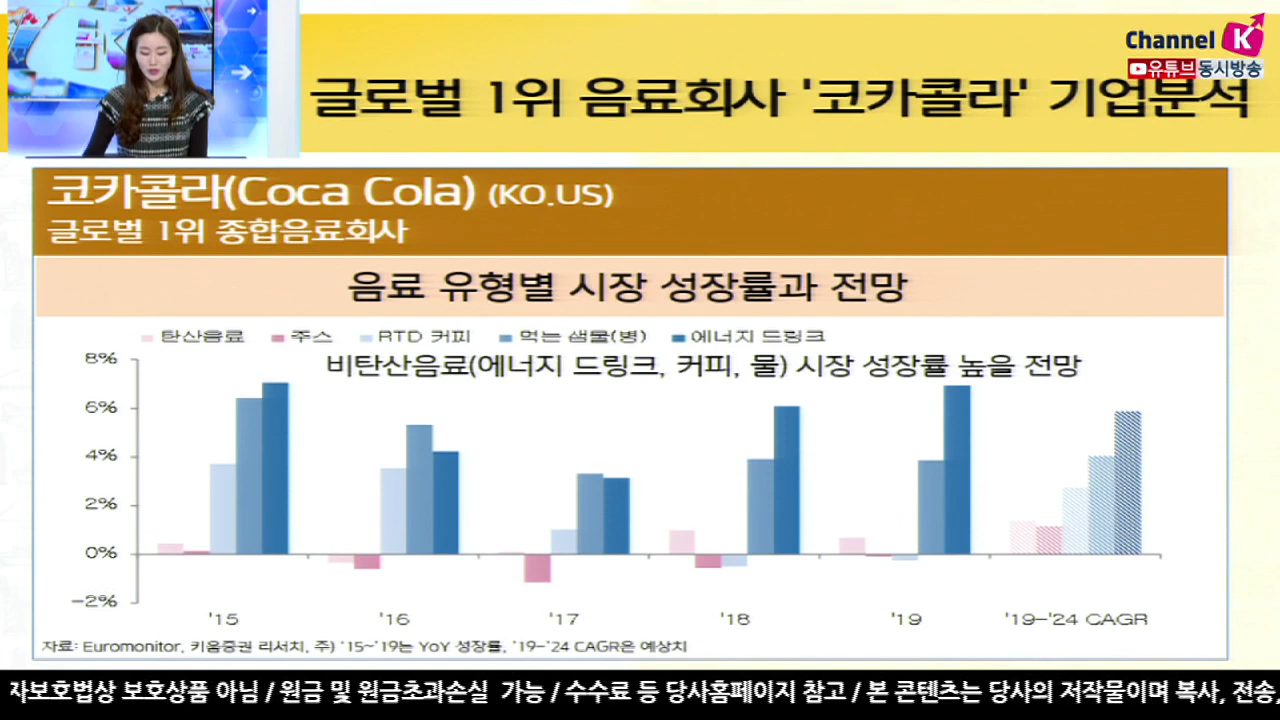 Channel K
유튜브동시방송
글로벌 1위 음료회사 '코카콜라' 기업분석
코카콜라(Coca Cola) (KO.US)
글로벌 1위 종합음료회사
음료 유형별 시장 성장률과 전망
탄산음료 주스 RTD 커피 먹는 샘물(병) 에너지 드링크
비탄산음료(에너지 드링크, 커피, 물) 시장 성장률 높을 전망
8%
6%
4%
2%
0%
-2%
'15 '16 '17 '18 '19 '19-'24 CAGR
자료: Euromonitor, 키움증권 리서치, 주) '15~'19는 YoY 성장률, '19-'24 CAGR은 예상치
자보호법상 보호상품 아님 / 원금 및 원금초과손실 가능 / 수수료 등 당사홈페이지 참고 / 본 콘텐츠는 당사의 저작물이며 복사, 전송,